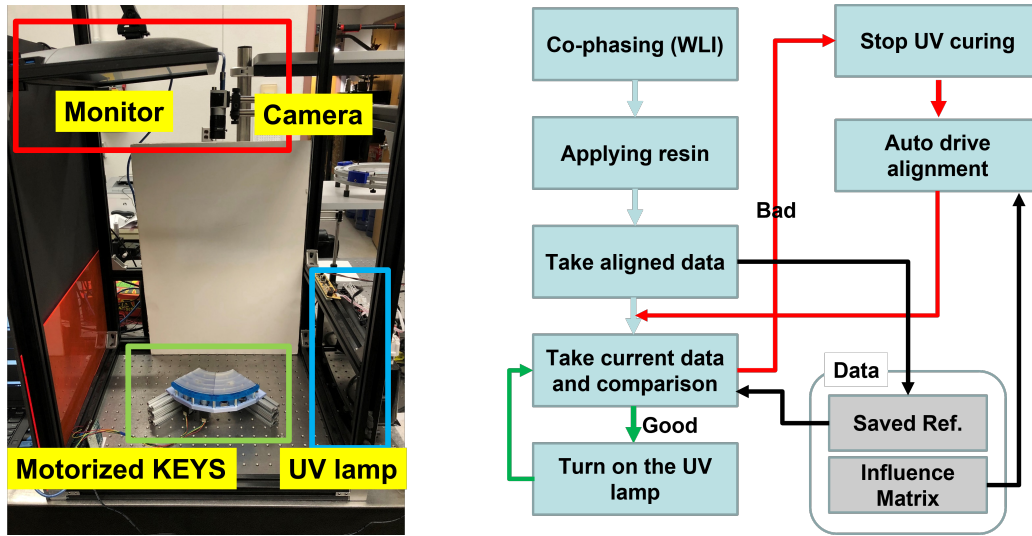 Monitor
Camera
Motorized KEYS
UV lamp
Co-phasing (WLI)
Applying resin
Take aligned data
Take current data
and comparison
Good
Turn on the UV
lamp
Bad
Stop UV curing
Auto drive
alignment
Data
Saved Ref.
Influence
Matrix